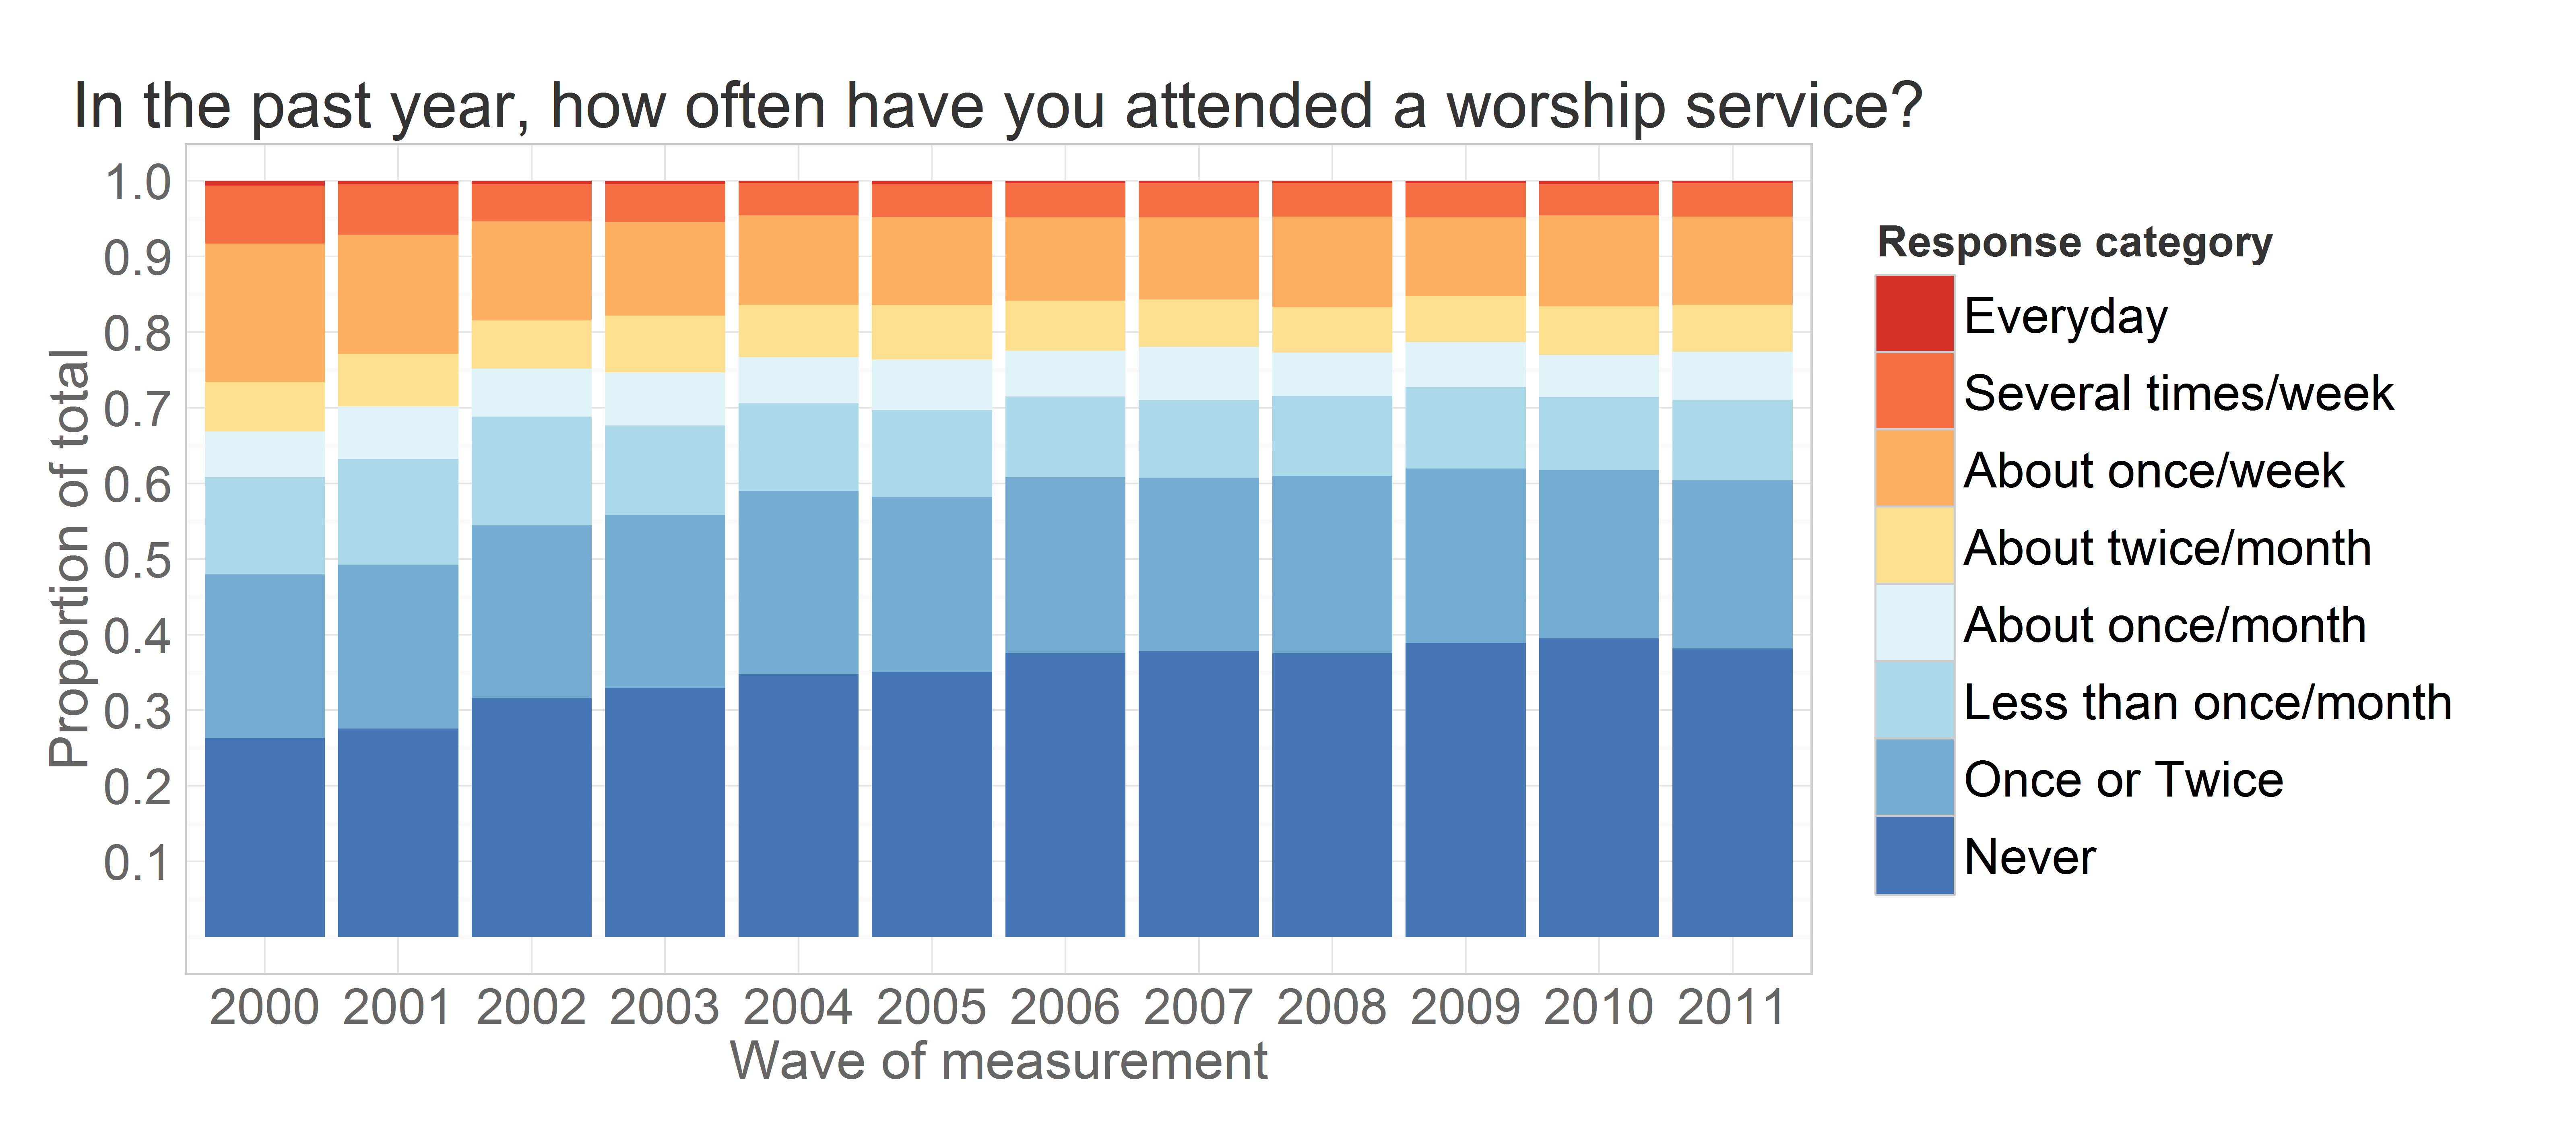 In the past year, how often have you attended a worship service?
Proportion of total
1.0
0.9
0.8
0.7
0.6
0.5
0.4
0.3
0.2
0.1
2000 2001 2002 2003 2004 2005 2006 2007 2008 2009 2010 2011
Wave of measurement
Response category
Everyday
Several times/week
About once/week
About twice/month
About once/month
Less than once/month
Once or Twice
Never